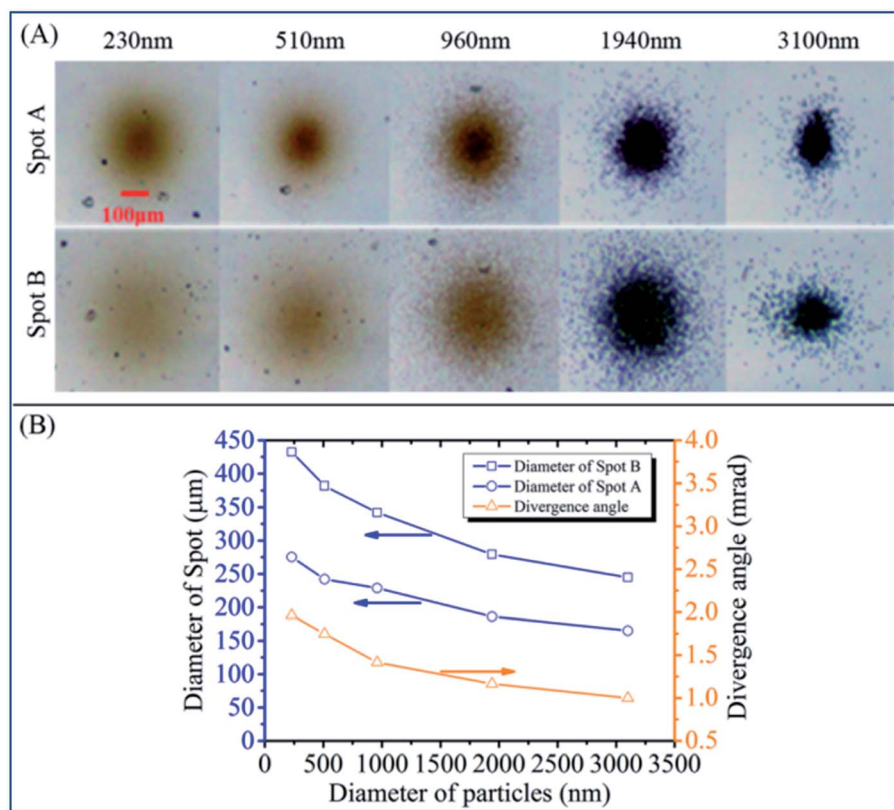 (A)
230nm 510nm 960nm 1940nm 3100nm
Spot A
100μm
Spot B
(B)
Diameter of Spot (μm)
450
400
350
300
250
200
150
100
50
0
Diameter of Spot B
Diameter of Spot A
Divergence angle
4.0
3.5
3.0
2.5
2.0
1.5
1.0
0.5
Divergence angle (mrad)
0 500 1000 1500 2000 2500 3000 3500
Diameter of particles (nm)